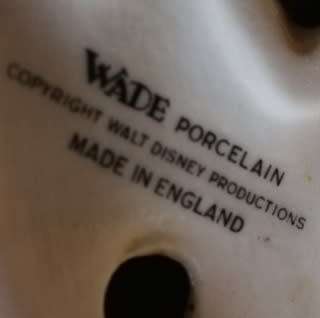 WADE PORCELAIN
COPYRIGHT WALT DISNEY PRODUCTIONS
MADE IN ENGLAND